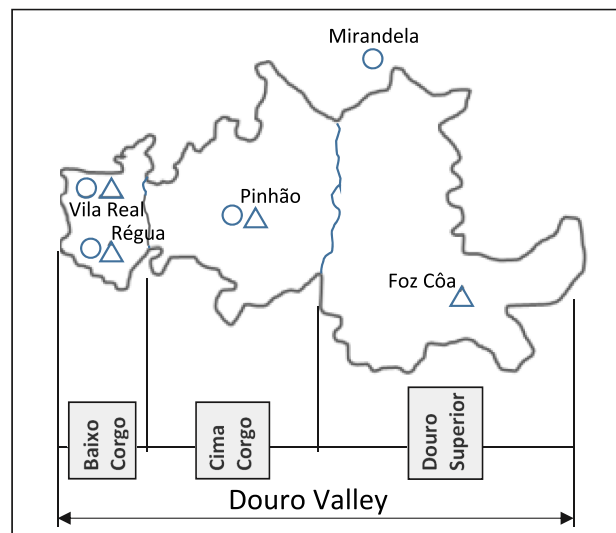 Mirandela
Vila Real
Régua
Pinhão
Foz Côa
Baixo
Corgo
Cima
Corgo
Douro
Superior
Douro Valley